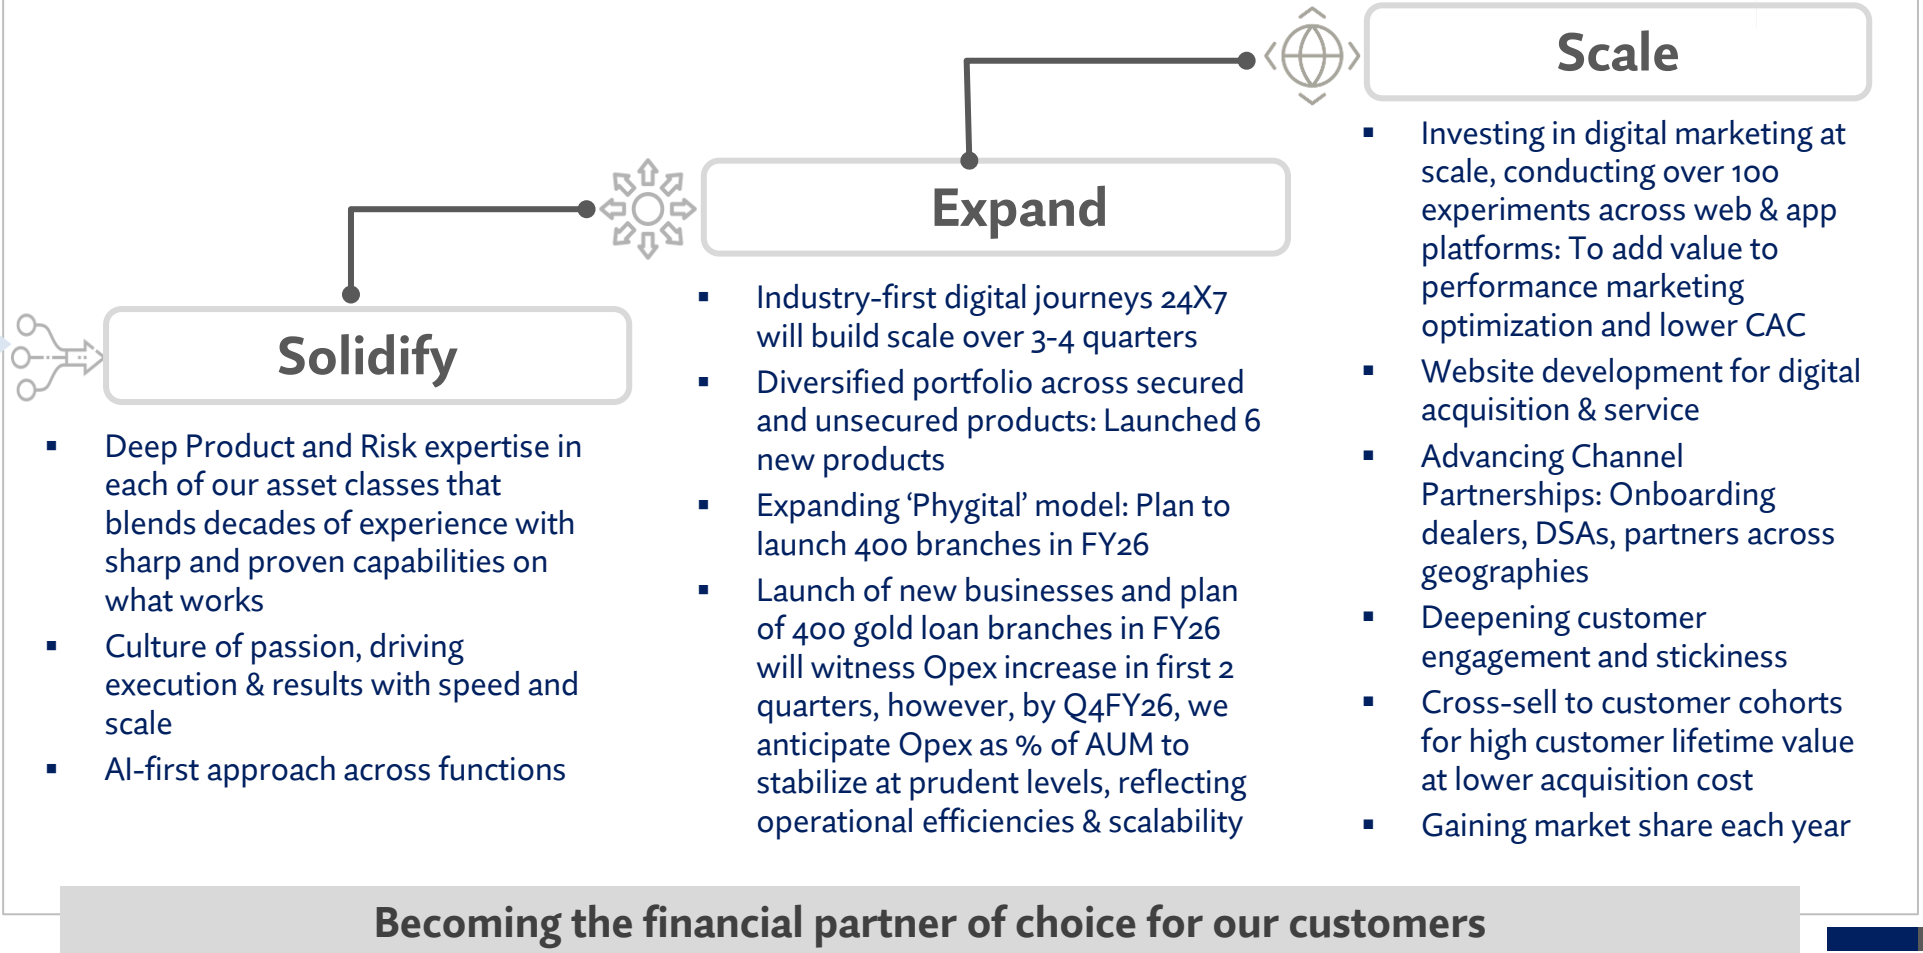 Solidify
Deep Product and Risk expertise in
each of our asset classes that
blends decades of experience with
sharp and proven capabilities on
what works
Culture of passion, driving
execution & results with speed and
scale
AI-first approach across functions
Expand
Industry-first digital journeys 24X7
will build scale over 3-4 quarters
Diversified portfolio across secured
and unsecured products: Launched 6
new products
Expanding ‘Phygital’ model: Plan to
launch 400 branches in FY26
Launch of new businesses and plan
of 400 gold loan branches in FY26
will witness Opex increase in first 2
quarters, however, by Q4FY26, we
anticipate Opex as % of AUM to
stabilize at prudent levels, reflecting
operational efficiencies & scalability
Scale
Investing in digital marketing at
scale, conducting over 100
experiments across web & app
platforms: To add value to
performance marketing
optimization and lower CAC
Website development for digital
acquisition & service
Advancing Channel
Partnerships: Onboarding
dealers, DSAs, partners across
geographies
Deepening customer
engagement and stickiness
Cross-sell to customer cohorts
for high customer lifetime value
at lower acquisition cost
Gaining market share each year
Becoming the financial partner of choice for our customers